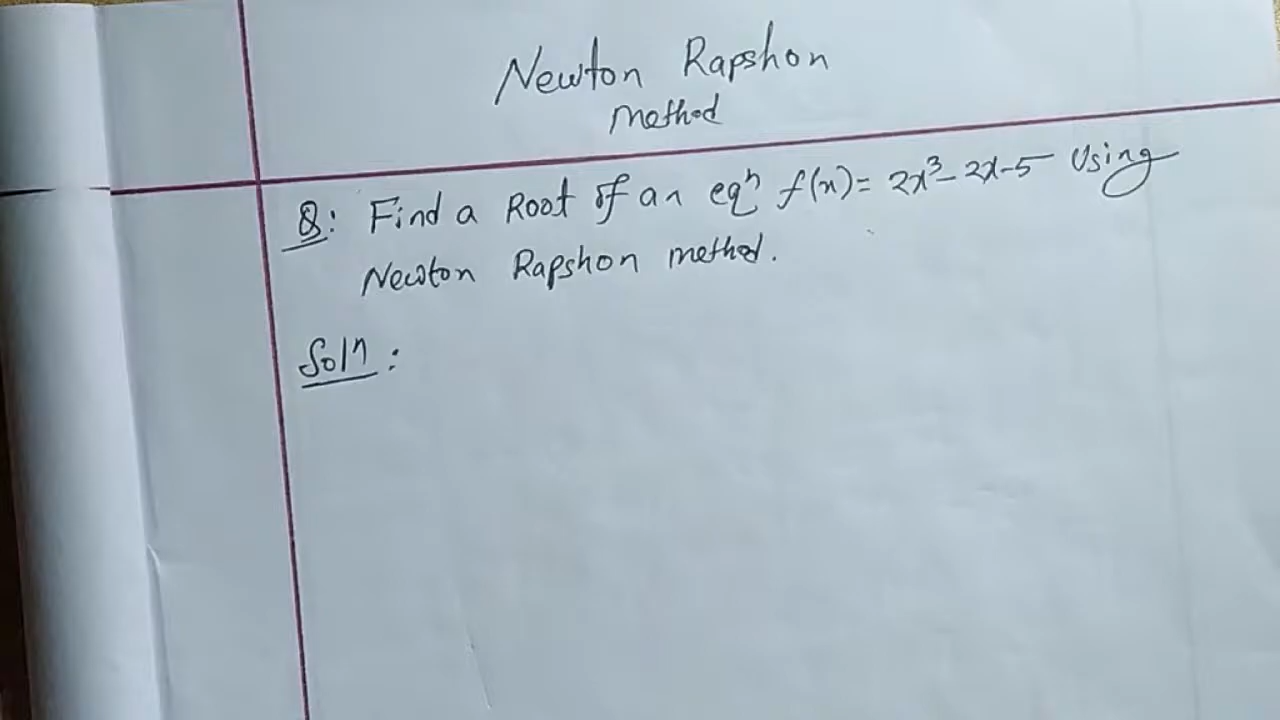 Newton Rapshon
Method
Q: Find a Root of an eqⁿ f(x)= 2x³-2x-5 Using
Newton Rapshon method.
Solⁿ: